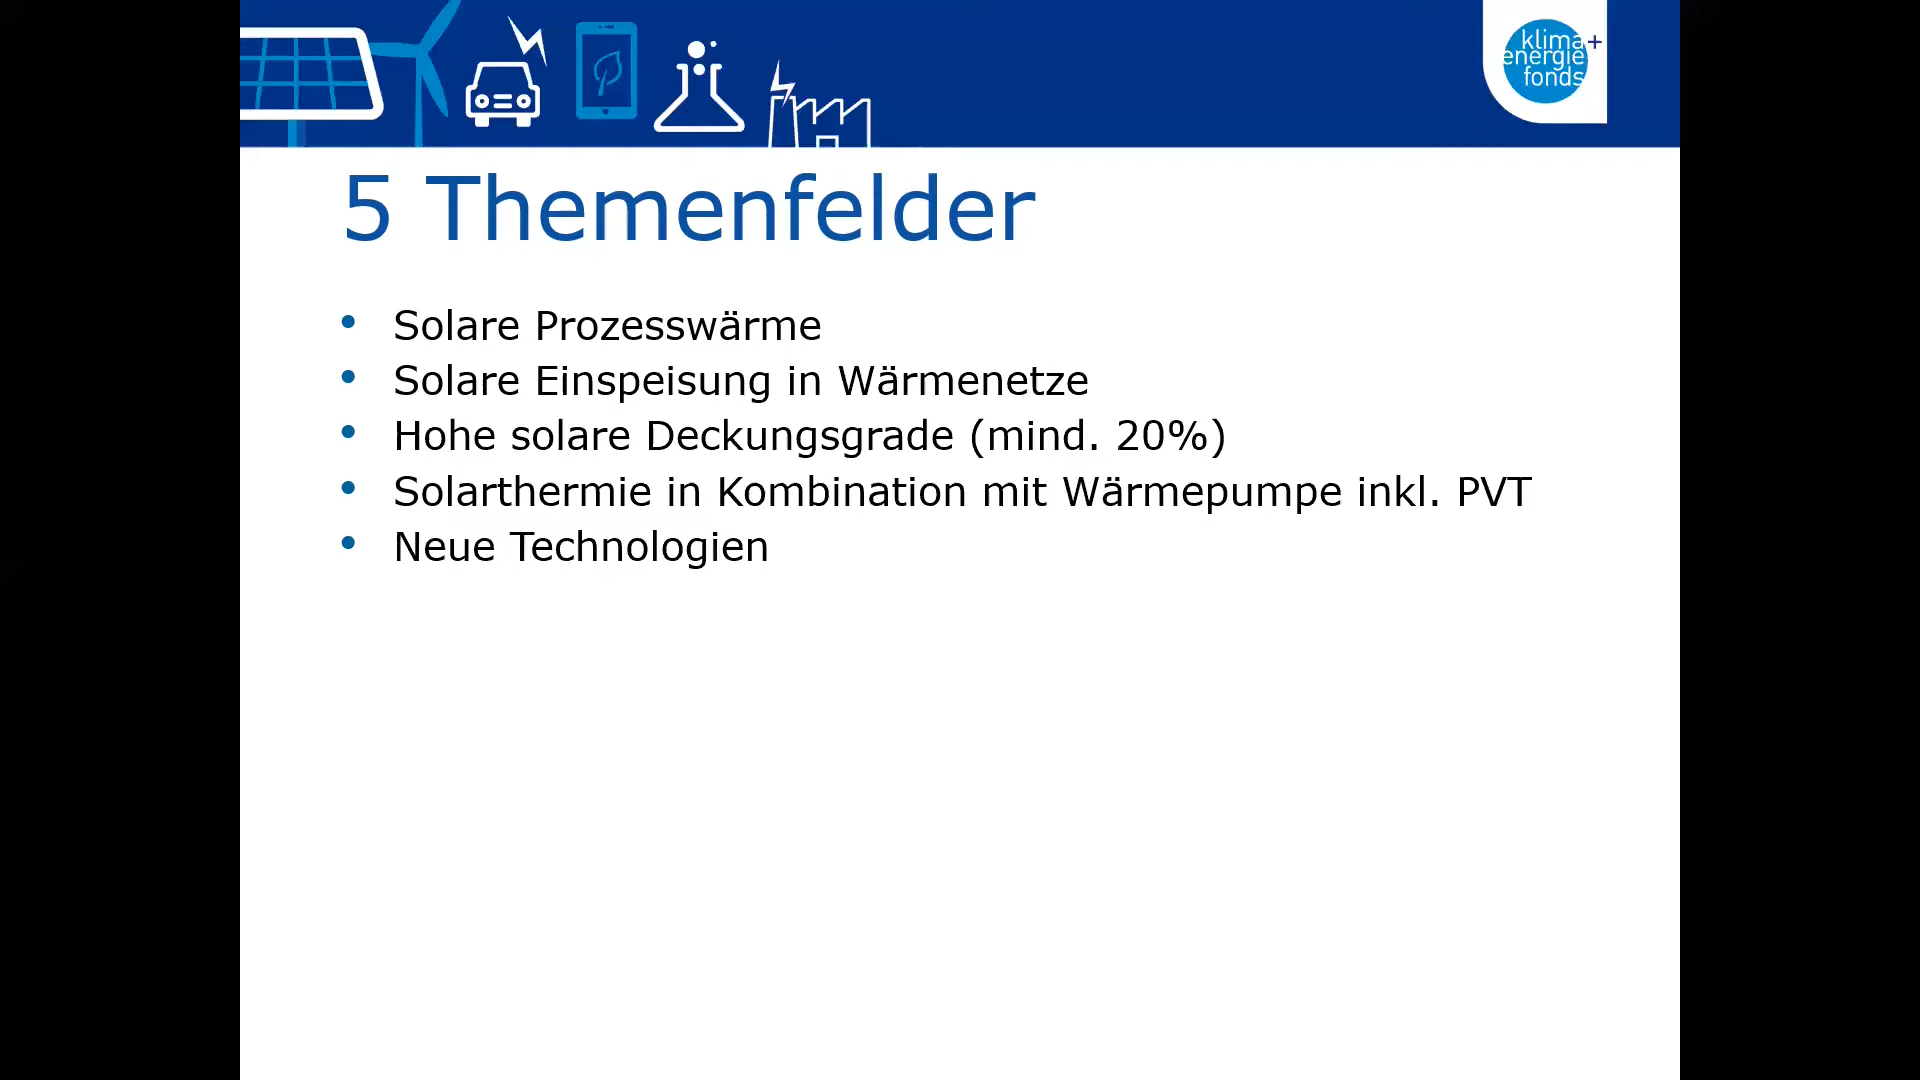 klima+
energie
fonds
5 Themenfelder
• Solare Prozesswärme
• Solare Einspeisung in Wärmenetze
• Hohe solare Deckungsgrade (mind. 20%)
• Solarthermie in Kombination mit Wärmepumpe inkl. PVT
• Neue Technologien